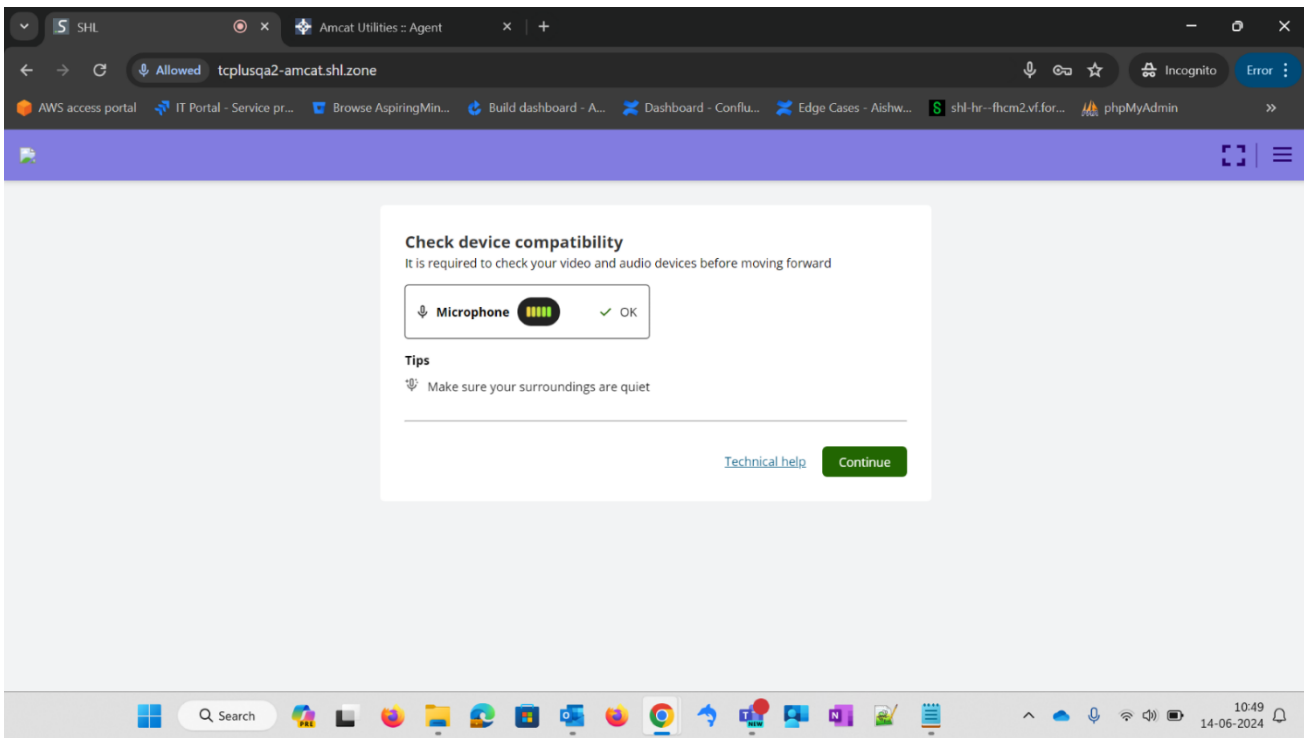 SHL
Amcat Utilities :: Agent
Allowed tcplusqa2-amcat.shl.zone Incognito Error
AWS access portal IT Portal - Service pr... Browse AspiringMin... Build dashboard - A... Dashboard - Conflu... Edge Cases - Aishw... shl-hr--fhcm2.vf.for... phpMyAdmin
Check device compatibility
It is required to check your video and audio devices before moving forward
Microphone OK
Tips
Make sure your surroundings are quiet
Technical help Continue
Search
PRE
NEW
10:49
14-06-2024